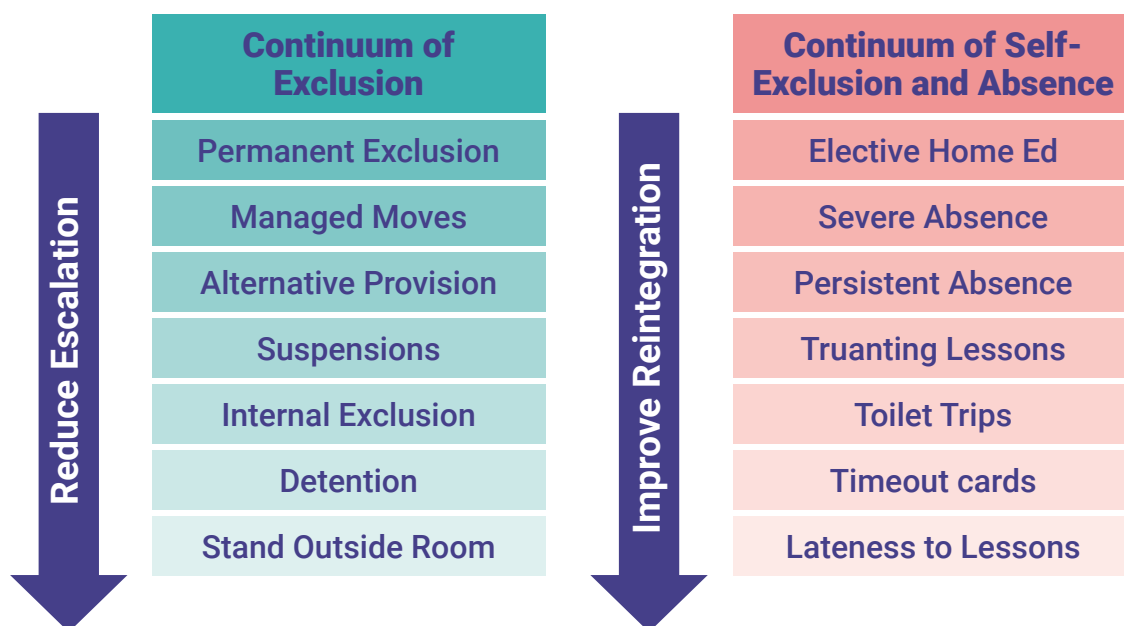 Continuum of
Exclusion
Reduce Escalation
Permanent Exclusion
Managed Moves
Alternative Provision
Suspensions
Internal Exclusion
Detention
Stand Outside Room
Continuum of Self-
Exclusion and Absence
Improve Reintegration
Elective Home Ed
Severe Absence
Persistent Absence
Truanting Lessons
Toilet Trips
Timeout cards
Lateness to Lessons